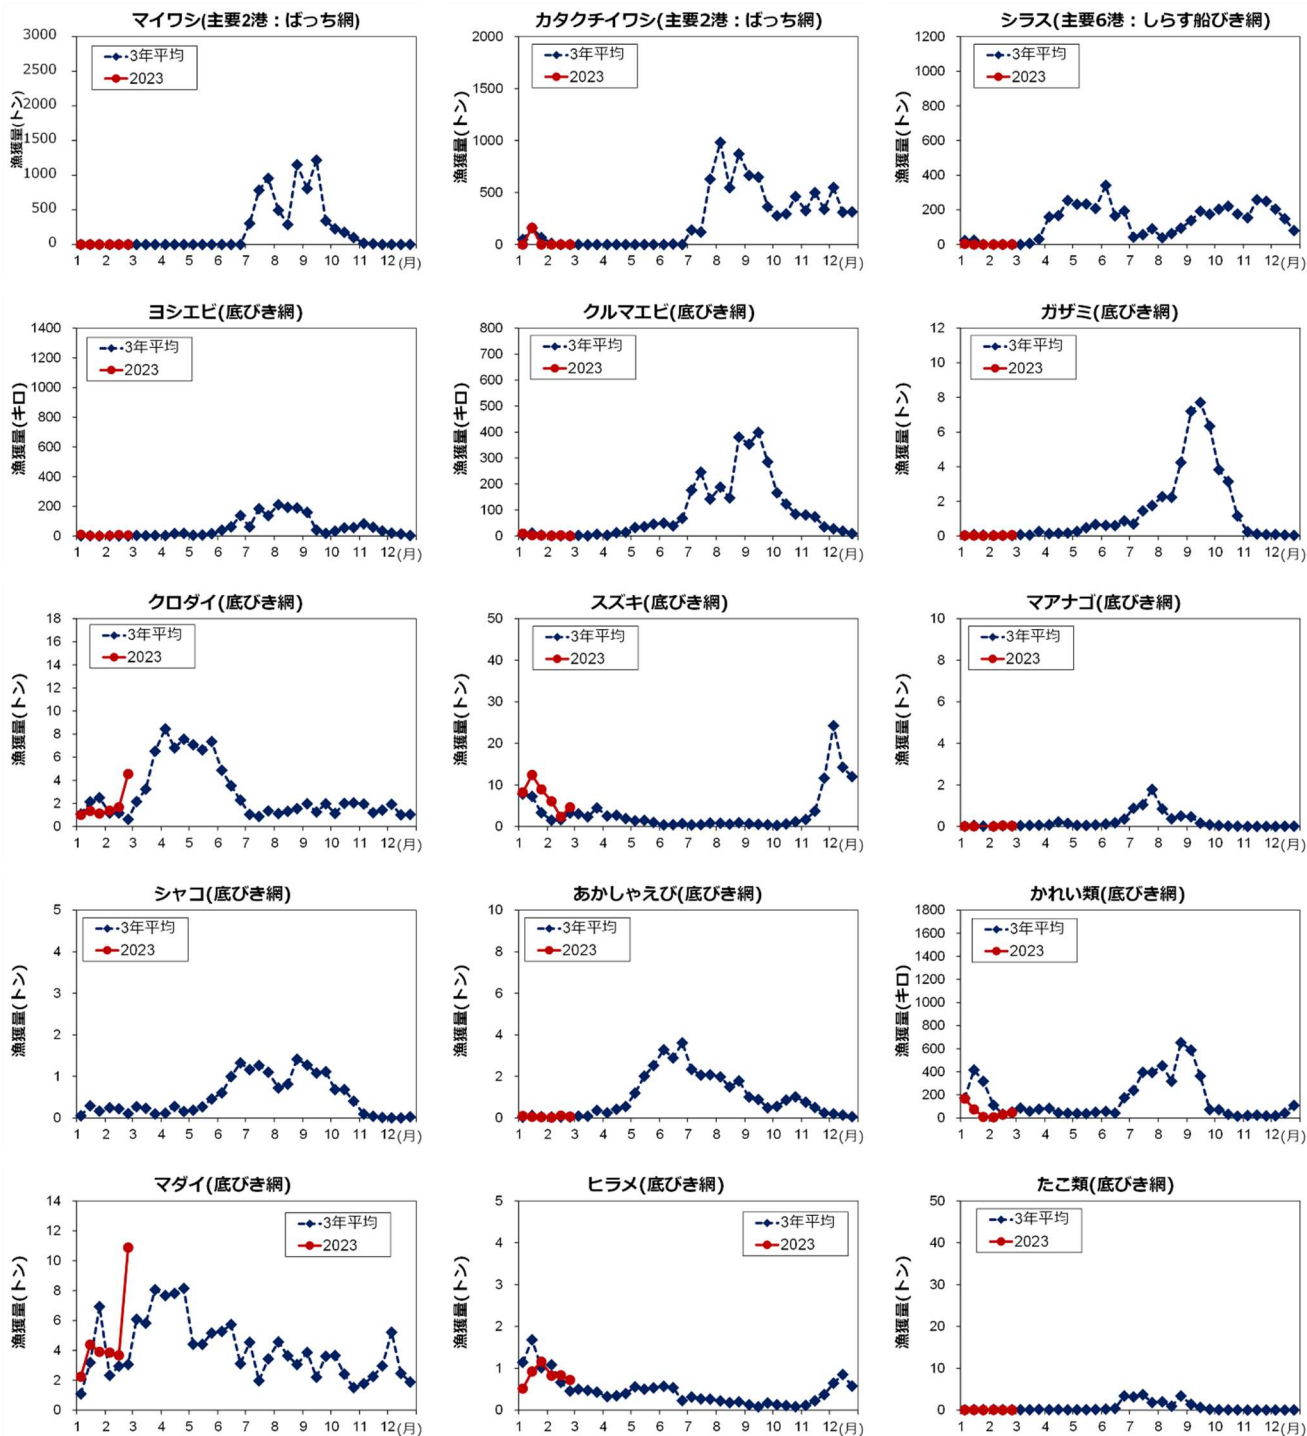 マイワシ(主要2港：ばっち網)
漁獲量(トン)
3000
2500
2000
1500
1000
500
0
3年平均
2023
1 2 3 4 5 6 7 8 9 10 11 12 (月)
カタクチイワシ(主要2港：ばっち網)
漁獲量(トン)
2000
1500
1000
500
0
3年平均
2023
1 2 3 4 5 6 7 8 9 10 11 12 (月)
シラス(主要6港：しらす船びき網)
漁獲量(トン)
1200
1000
800
600
400
200
0
3年平均
2023
1 2 3 4 5 6 7 8 9 10 11 12 (月)
ヨシエビ(底びき網)
漁獲量(キロ)
1400
1200
1000
800
600
400
200
0
3年平均
2023
1 2 3 4 5 6 7 8 9 10 11 12 (月)
クルマエビ(底びき網)
漁獲量(キロ)
800
700
600
500
400
300
200
100
0
3年平均
2023
1 2 3 4 5 6 7 8 9 10 11 12 (月)
ガザミ(底びき網)
漁獲量(トン)
12
10
8
6
4
2
0
3年平均
2023
1 2 3 4 5 6 7 8 9 10 11 12 (月)
クロダイ(底びき網)
漁獲量(トン)
18
16
14
12
10
8
6
4
2
0
3年平均
2023
1 2 3 4 5 6 7 8 9 10 11 12 (月)
スズキ(底びき網)
漁獲量(トン)
50
40
30
20
10
0
3年平均
2023
1 2 3 4 5 6 7 8 9 10 11 12 (月)
マアナゴ(底びき網)
漁獲量(トン)
10
8
6
4
2
0
3年平均
2023
1 2 3 4 5 6 7 8 9 10 11 12 (月)
シャコ(底びき網)
漁獲量(トン)
5
4
3
2
1
0
3年平均
2023
1 2 3 4 5 6 7 8 9 10 11 12 (月)
あかしゃえび(底びき網)
漁獲量(トン)
10
8
6
4
2
0
3年平均
2023
1 2 3 4 5 6 7 8 9 10 11 12 (月)
かれい類(底びき網)
漁獲量(キロ)
1800
1600
1400
1200
1000
800
600
400
200
0
3年平均
2023
1 2 3 4 5 6 7 8 9 10 11 12 (月)
マダイ(底びき網)
漁獲量(トン)
14
12
10
8
6
4
2
0
3年平均
2023
1 2 3 4 5 6 7 8 9 10 11 12 (月)
ヒラメ(底びき網)
漁獲量(トン)
5
4
3
2
1
0
3年平均
2023
1 2 3 4 5 6 7 8 9 10 11 12 (月)
たこ類(底びき網)
漁獲量(トン)
50
40
30
20
10
0
3年平均
2023
1 2 3 4 5 6 7 8 9 10 11 12 (月)